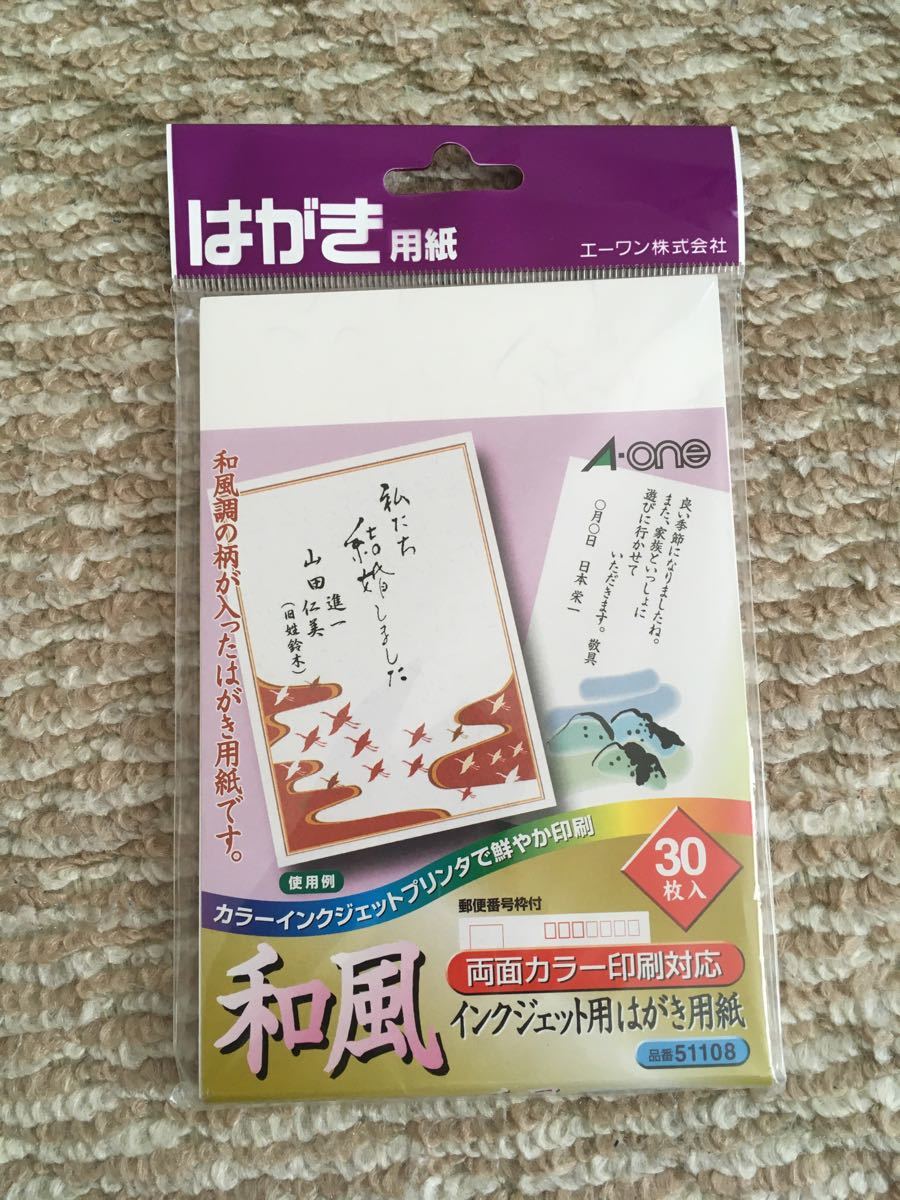 はがき用紙
エーワン株式会社
A-one
和風調の柄が入ったはがき用紙です。
私たち
結婚しました
山田 進一
仁美
(旧姓鈴木)
良い季節になりましたね。
また、家族といっしょに
遊びに行かせて
いただきます。敬具
〇月〇日 日本 栄一
使用例
カラーインクジェットプリンタで鮮やか印刷
30
枚入
郵便番号枠付
両面カラー印刷対応
和風
インクジェット用はがき用紙
品番51108